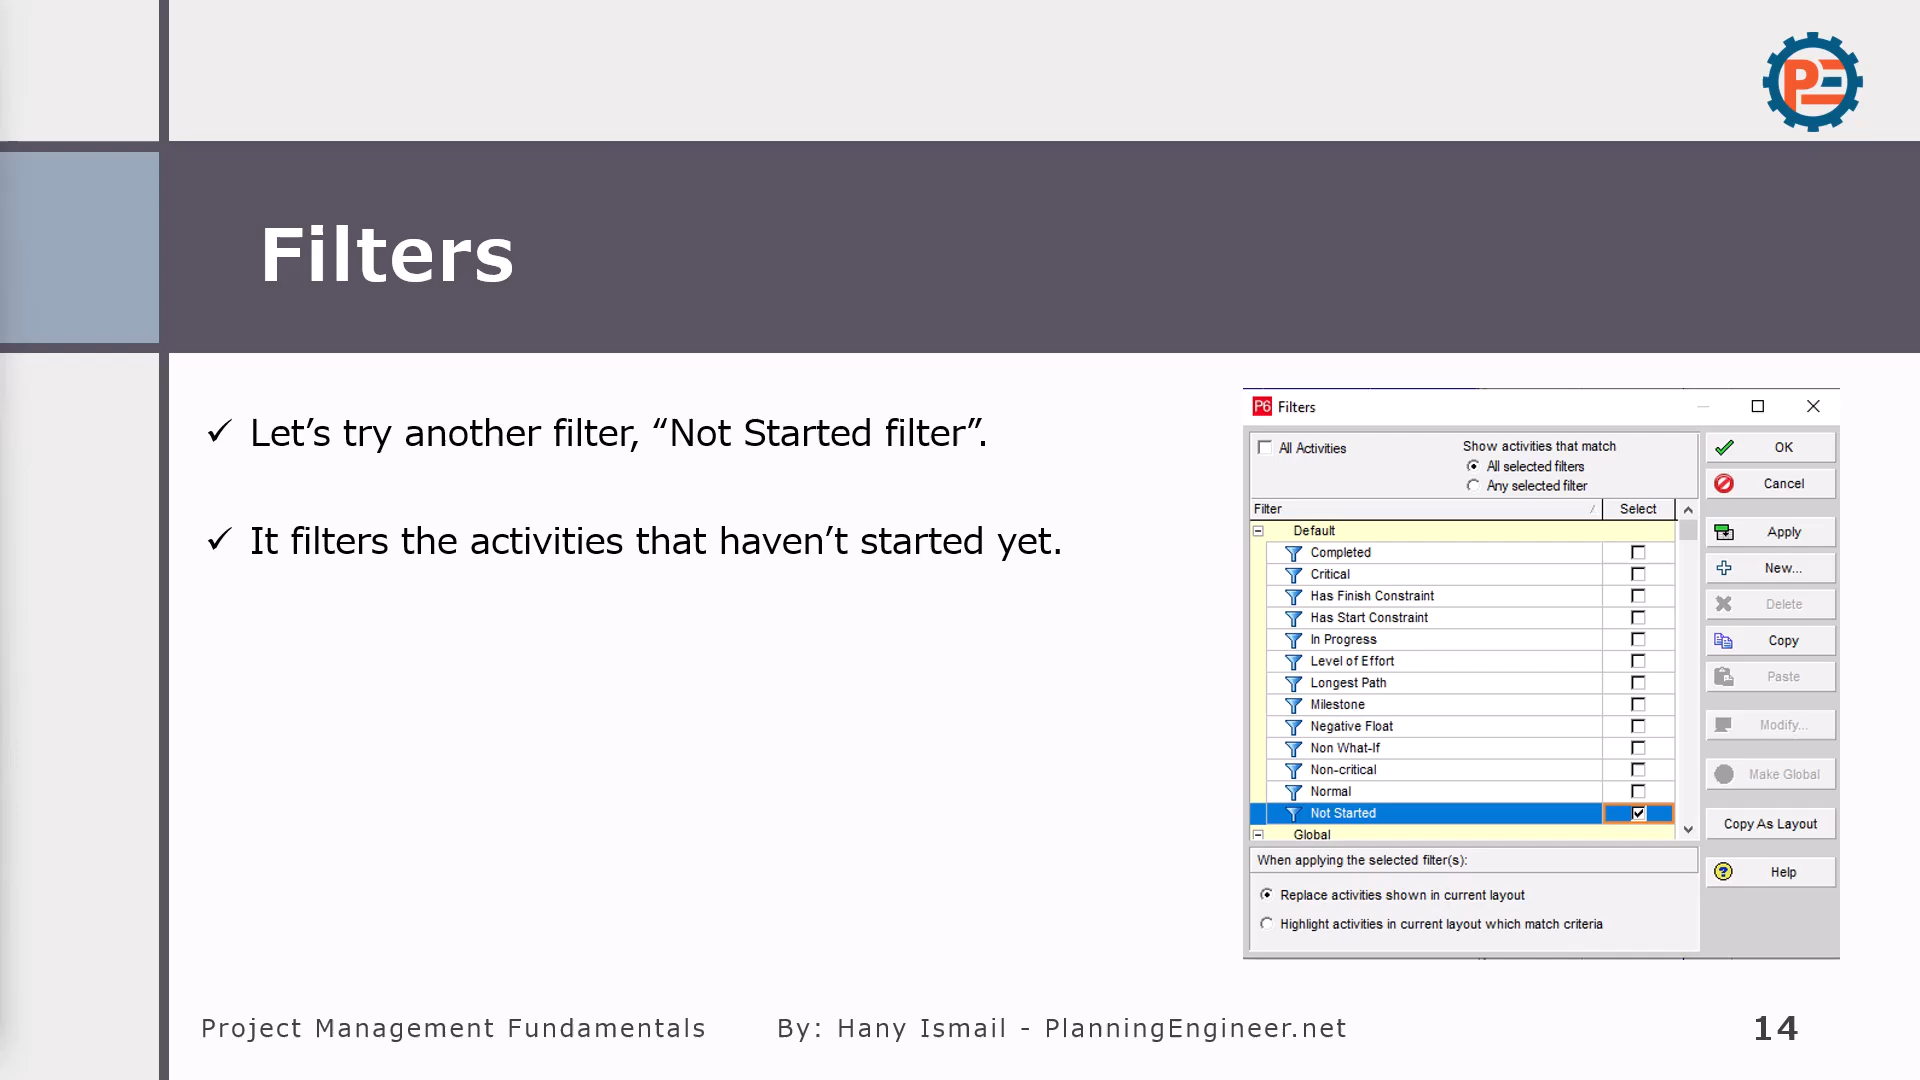 PE
Filters
✓ Let’s try another filter, “Not Started filter”.
✓ It filters the activities that haven’t started yet.
P6 Filters
All Activities
Show activities that match
All selected filters
Any selected filter
Filter Select
Default
Completed
Critical
Has Finish Constraint
Has Start Constraint
In Progress
Level of Effort
Longest Path
Milestone
Negative Float
Non What-If
Non-critical
Normal
Not Started
Global
When applying the selected filter(s):
Replace activities shown in current layout
Highlight activities in current layout which match criteria
OK
Cancel
Apply
New...
Delete
Copy
Paste
Modify...
Make Global
Copy As Layout
Help
Project Management Fundamentals By: Hany Ismail - PlanningEngineer.net 14